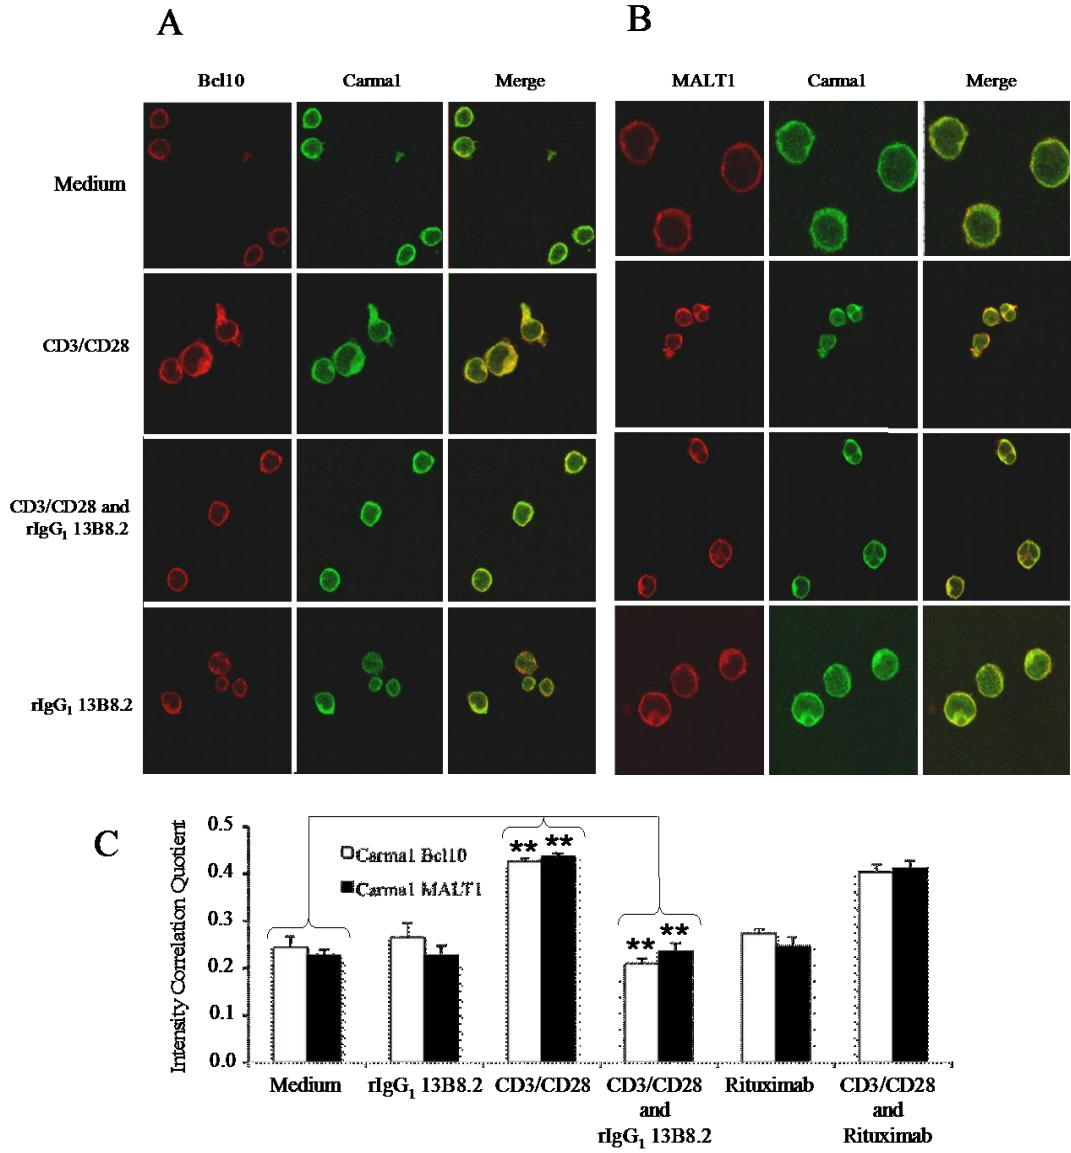 A
B
Bcl10 Carma1 Merge
MALT1 Carma1 Merge
Medium
CD3/CD28
CD3/CD28 and
rIgG1 13B8.2
rIgG1 13B8.2
C
Intensity Correlation Quotient
0.5
0.4
0.3
0.2
0.1
0.0
Carma1 Bcl10
Carma1 MALT1
** **
** **
Medium
rIgG1 13B8.2
CD3/CD28
CD3/CD28
and
rIgG1 13B8.2
Rituximab
CD3/CD28
and
Rituximab